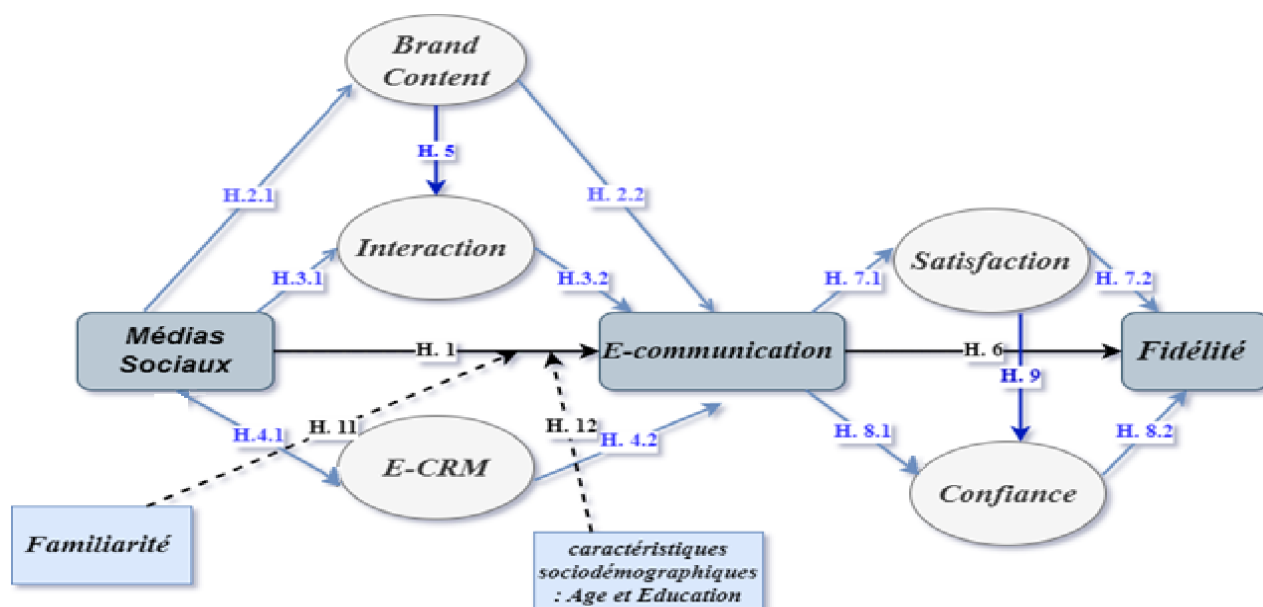 Brand
Content
H. 5
H.2.1
H. 2.2
Interaction
Satisfaction
H.3.1
H.3.2
H. 7.1
H. 7.2
Médias
Sociaux
H. 1
E-communication
H. 6
Fidélité
H. 9
H.4.1
H. 11
H. 12
H. 4.2
H. 8.1
H. 8.2
E-CRM
Confiance
Familiarité
caractéristiques
sociodémographiques
: Age et Education